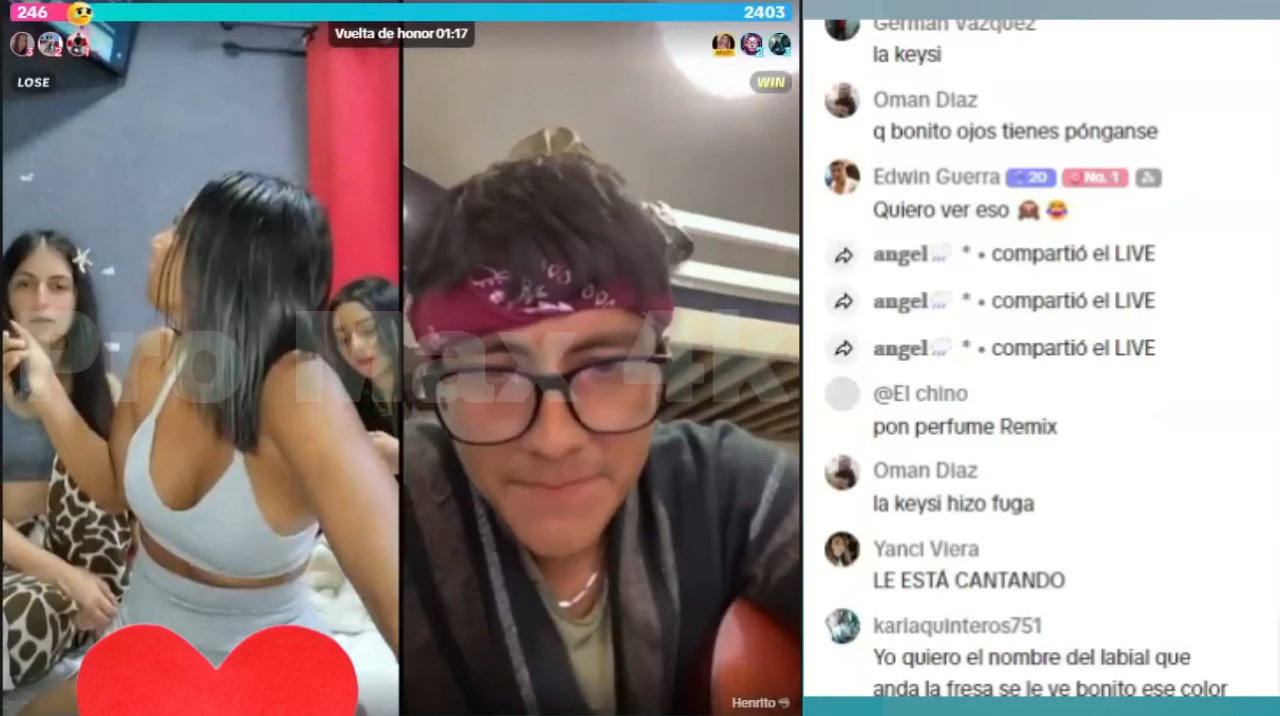 246
2403
Vuelta de honor 01:17
LOSE
WIN
Pro Max 4k
Henrito
German Vazquez
la keysi
Oman Diaz
q bonito ojos tienes pónganse
Edwin Guerra 20 No. 1
Quiero ver eso 🙈 😂
angel🌧️ * • compartió el LIVE
angel🌧️ * • compartió el LIVE
angel🌧️ * • compartió el LIVE
@El chino
pon perfume Remix
Oman Diaz
la keysi hizo fuga
Yanci Viera
LE ESTÁ CANTANDO
karlaquinteros751
Yo quiero el nombre del labial que
anda la fresa se le ve bonito ese color